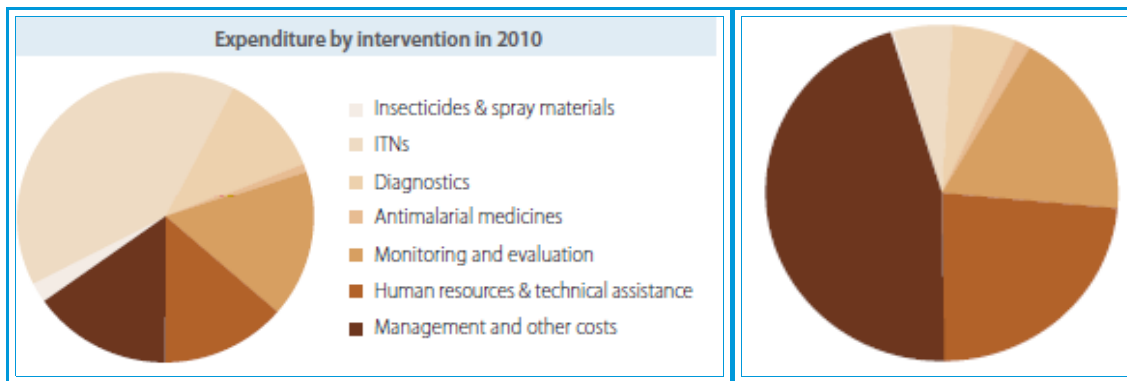 Expenditure by intervention in 2010
Insecticides & spray materials
ITNs
Diagnostics
Antimalarial medicines
Monitoring and evaluation
Human resources & technical assistance
Management and other costs